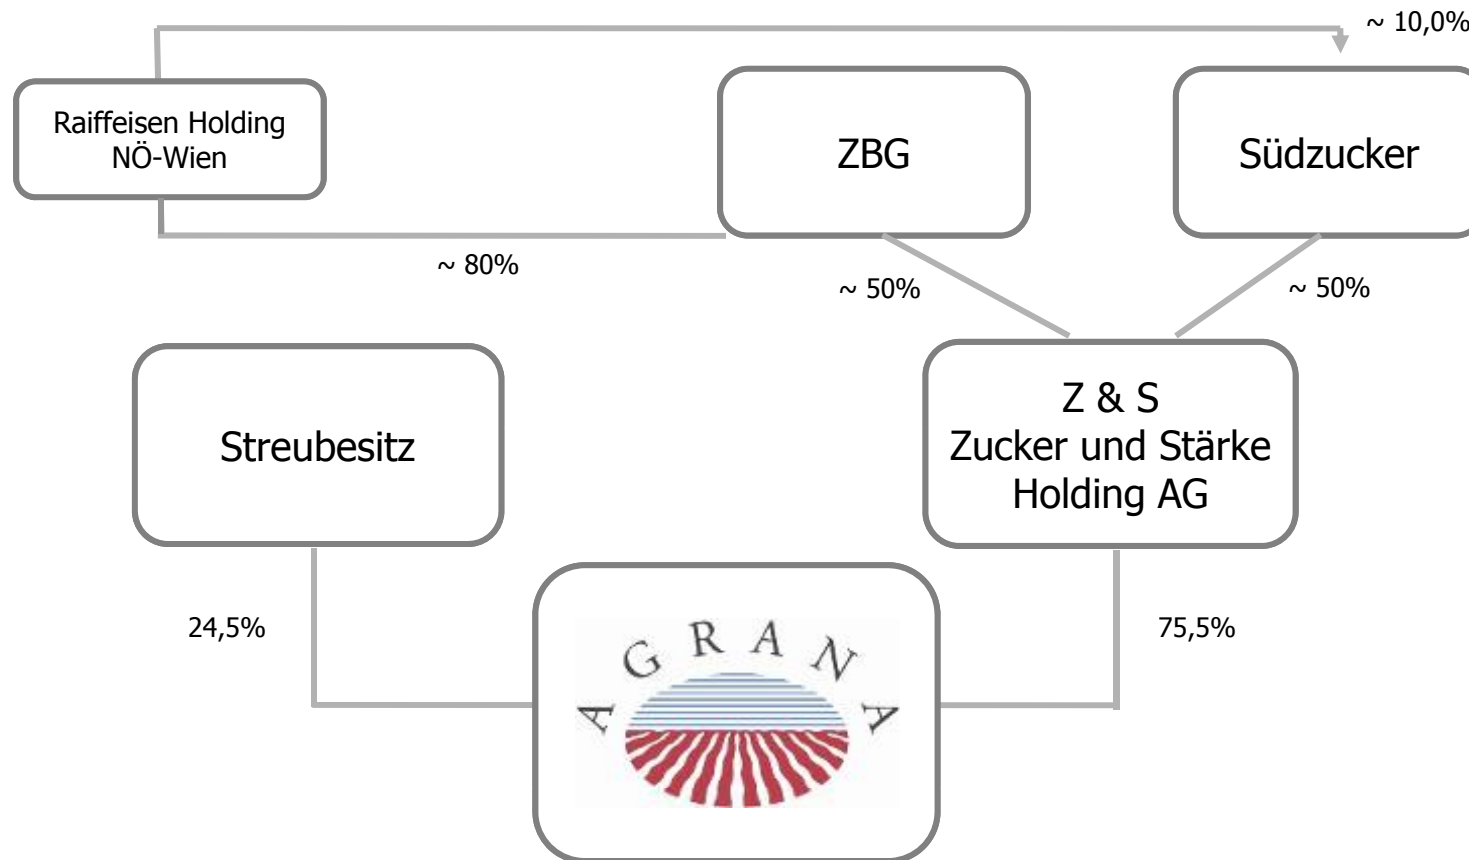 ~ 10,0%
Raiffeisen Holding
NÖ-Wien
ZBG
Südzucker
~ 80%
~ 50%
~ 50%
Streubesitz
Z & S
Zucker und Stärke
Holding AG
24,5%
75,5%
AGRANA